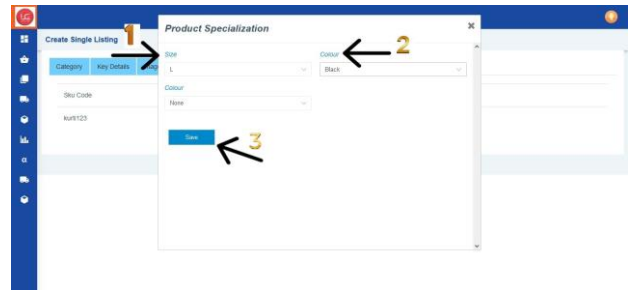 Product Specialization
×
Create Single Listing
1
2
Size
Colour
L
Black
Category
Key Details
Colour
None
Sku Code
kurti123
Save
3